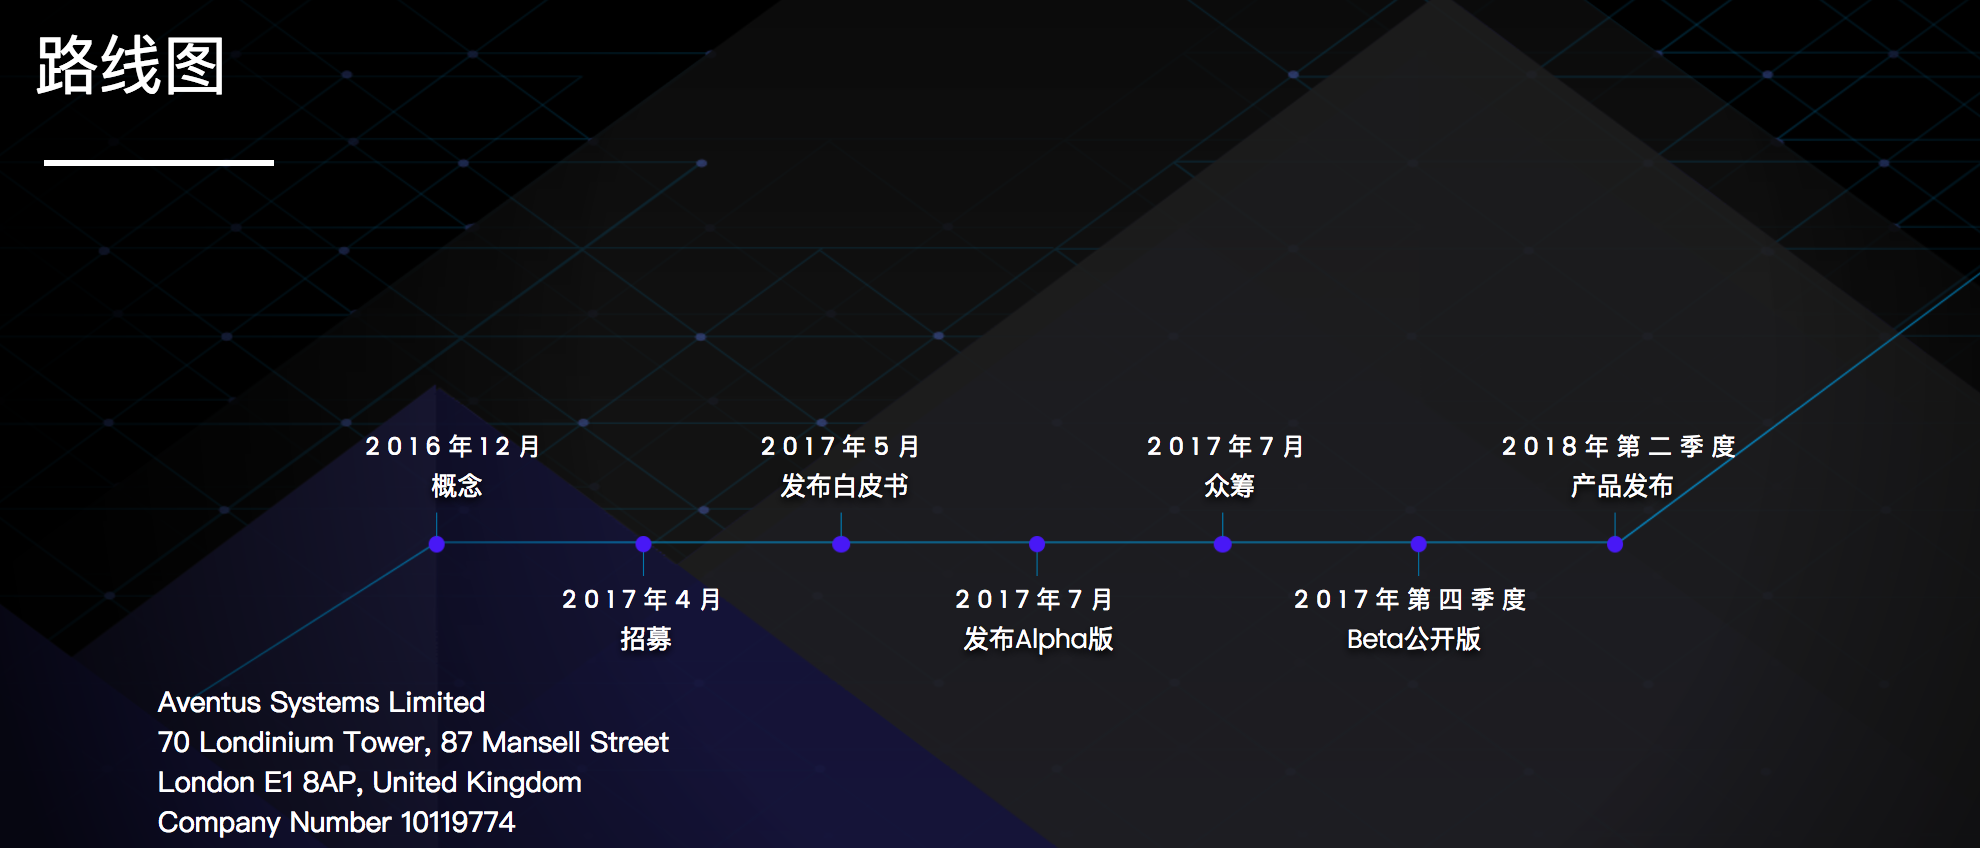 路线图
2016年12月
概念
2017年4月
招募
2017年5月
发布白皮书
2017年7月
发布Alpha版
2017年7月
众筹
2017年第四季度
Beta公开版
2018年第二季度
产品发布
Aventus Systems Limited
70 Londinium Tower, 87 Mansell Street
London E1 8AP, United Kingdom
Company Number 10119774